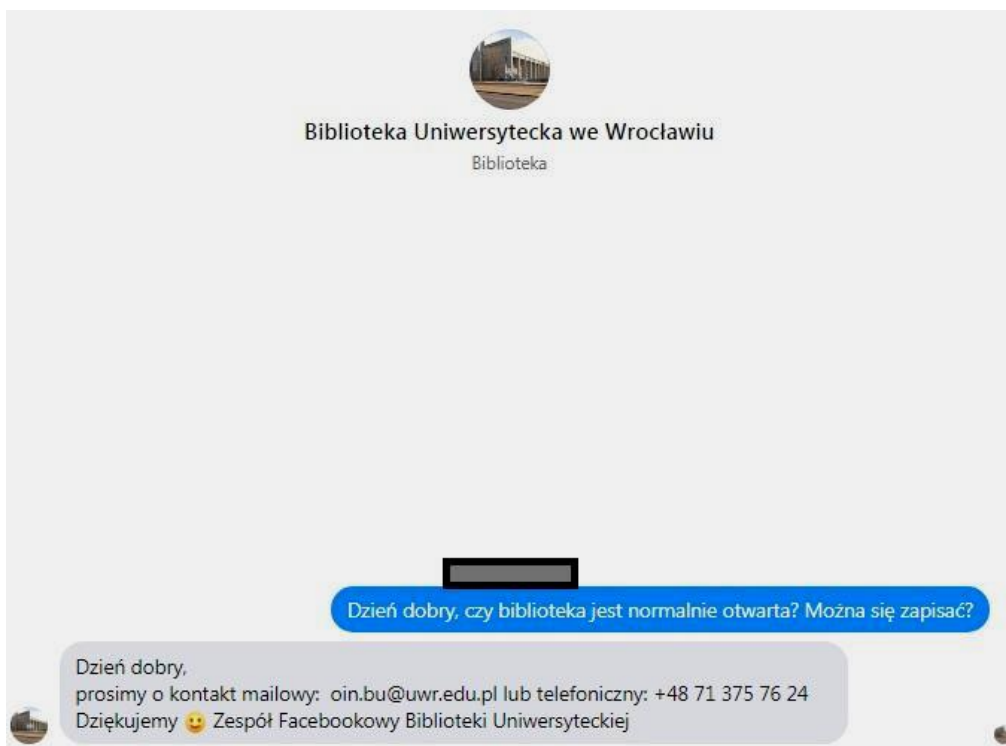 Biblioteka Uniwersytecka we Wrocławiu
Biblioteka
Dzień dobry, czy biblioteka jest normalnie otwarta? Można się zapisać?
Dzień dobry,
prosimy o kontakt mailowy: oin.bu@uwr.edu.pl lub telefoniczny: +48 71 375 76 24
Dziękujemy 🙂 Zespół Facebookowy Biblioteki Uniwersyteckiej